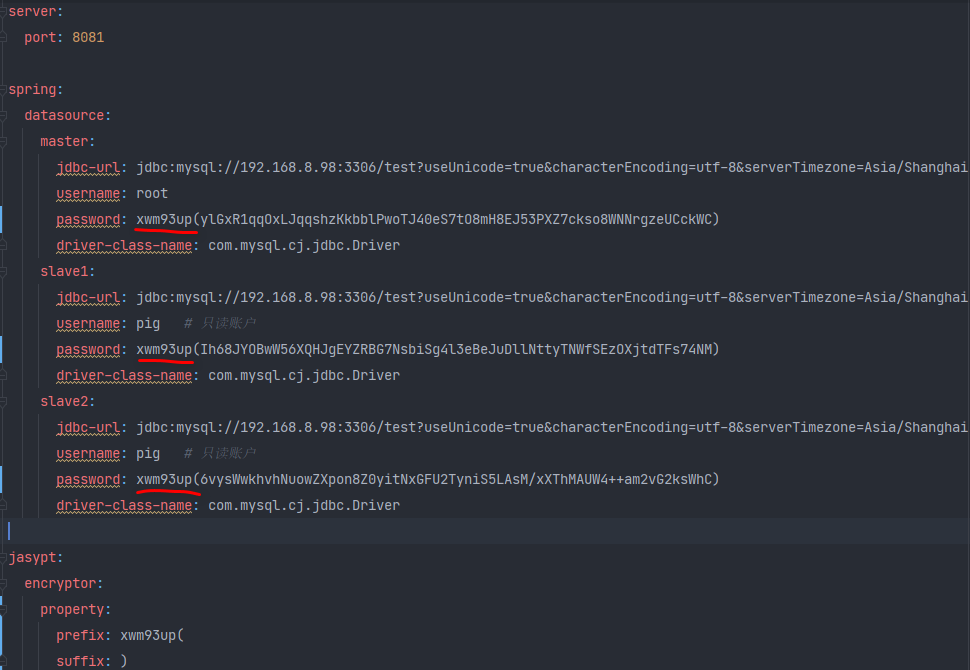 server:
port: 8081
spring:
datasource:
master:
jdbc-url: jdbc:mysql://192.168.8.98:3306/test?useUnicode=true&characterEncoding=utf-8&serverTimezone=Asia/Shanghai
username: root
password: xwm93up(ylGxR1qqOxLJqqshzKkbblPwoTJ40eS7tO8mH8EJ53PXZ7ckso8WNNrgzeUCckWC)
driver-class-name: com.mysql.cj.jdbc.Driver
slave1:
jdbc-url: jdbc:mysql://192.168.8.98:3306/test?useUnicode=true&characterEncoding=utf-8&serverTimezone=Asia/Shanghai
username: pig # 只读账户
password: xwm93up(Ih68JYOBwW56XQHJgEYZRBG7NsbiSg4l3eBeJuDllNttyTNWfSEzOXjtdTFs74NM)
driver-class-name: com.mysql.cj.jdbc.Driver
slave2:
jdbc-url: jdbc:mysql://192.168.8.98:3306/test?useUnicode=true&characterEncoding=utf-8&serverTimezone=Asia/Shanghai
username: pig # 只读账户
password: xwm93up(6vysWwkhvhNuowZXpon8Z0yitNxGFU2TyniS5LAsM/xXThMAUW4++am2vG2ksWhC)
driver-class-name: com.mysql.cj.jdbc.Driver
jasypt:
encryptor:
property:
prefix: xwm93up(
suffix: )